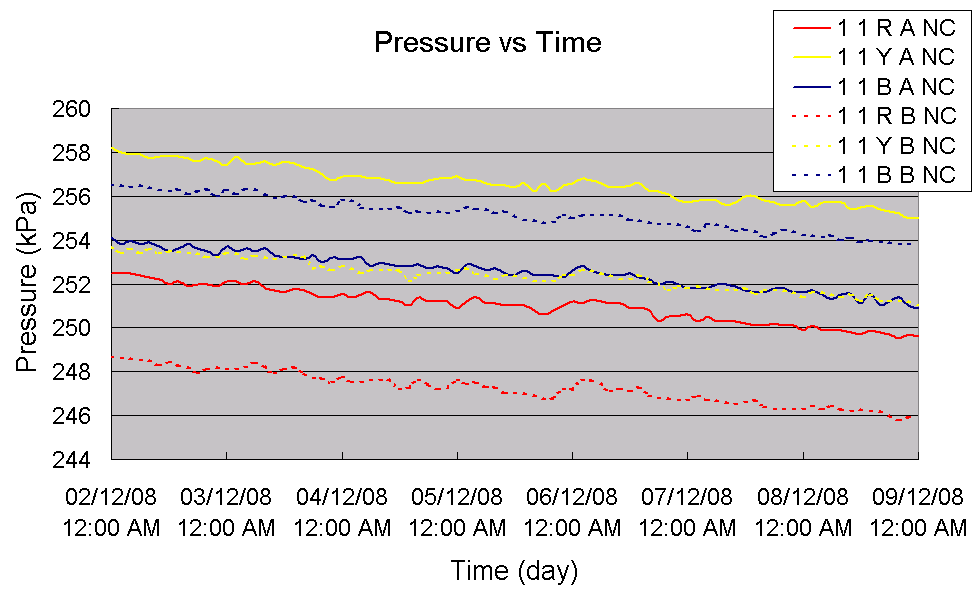 Pressure vs Time
1 1 R A NC
1 1 Y A NC
1 1 B A NC
1 1 R B NC
1 1 Y B NC
1 1 B B NC
Pressure (kPa)
260
258
256
254
252
250
248
246
244
02/12/08 03/12/08 04/12/08 05/12/08 06/12/08 07/12/08 08/12/08 09/12/08
12:00 AM 12:00 AM 12:00 AM 12:00 AM 12:00 AM 12:00 AM 12:00 AM 12:00 AM
Time (day)